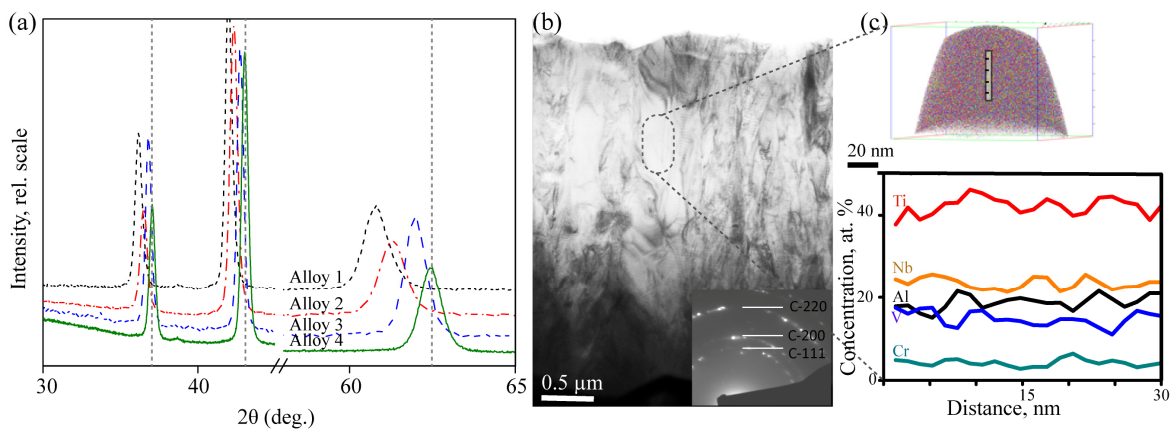 (a)
Intensity, rel. scale
Alloy 1
Alloy 2
Alloy 3
Alloy 4
30
40
60
65
2θ (deg.)
(b)
C-220
C-200
C-111
0.5 μm
(c)
20 nm
Concentration, at. %
40
20
0
Ti
Nb
Al
V
Cr
15
30
Distance, nm